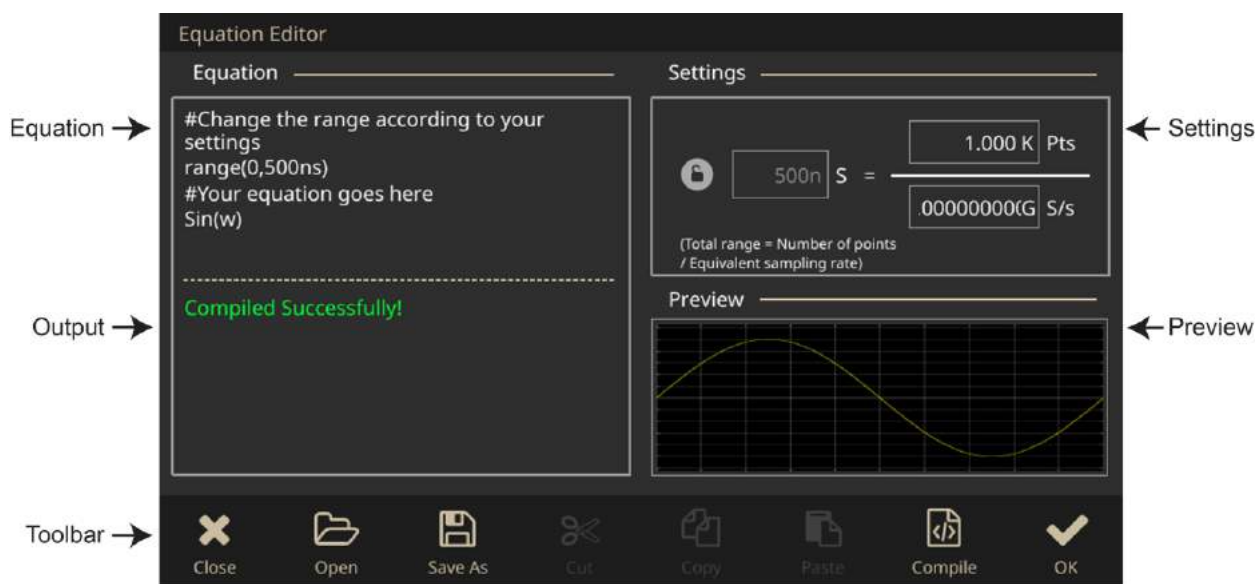 Equation Editor
Equation
Settings
Equation
#Change the range according to your
settings
range(0,500ns)
#Your equation goes here
Sin(w)
Settings
1.000 K Pts
500n S =
.00000000(G S/s
(Total range = Number of points
/ Equivalent sampling rate)
Output
Compiled Successfully!
Preview
Preview
Toolbar
Close
Open
Save As
Cut
Copy
Paste
Compile
OK